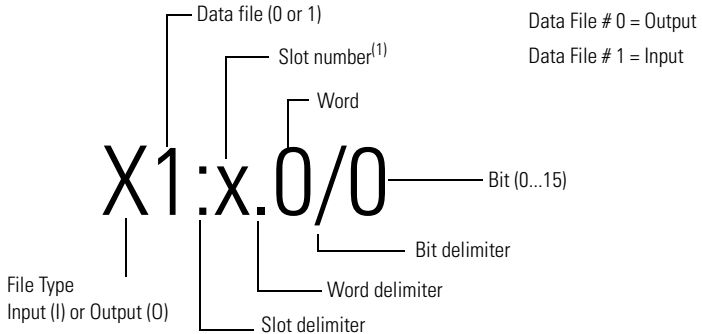 Data file (0 or 1)
Data File # 0 = Output
Slot number(1)
Data File # 1 = Input
Word
X1:x.0/0
Bit (0...15)
Bit delimiter
File Type
Input (I) or Output (O)
Word delimiter
Slot delimiter